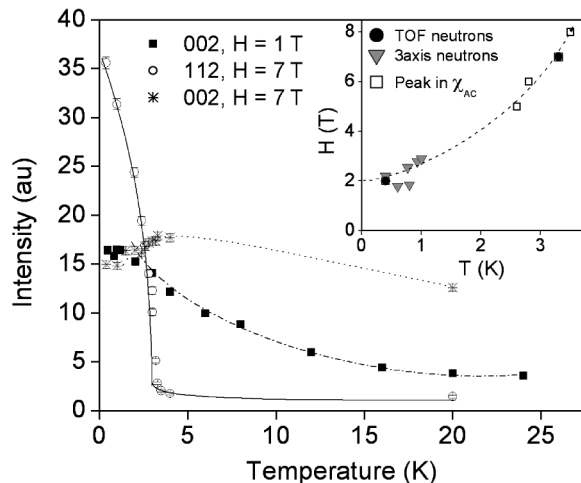 40
35
30
25
20
15
10
5
0
Intensity (au)
0 5 10 15 20 25
Temperature (K)
002, H = 1 T
112, H = 7 T
002, H = 7 T
8
6
4
2
0
H (T)
0 1 2 3
T (K)
TOF neutrons
3axis neutrons
Peak in χAC